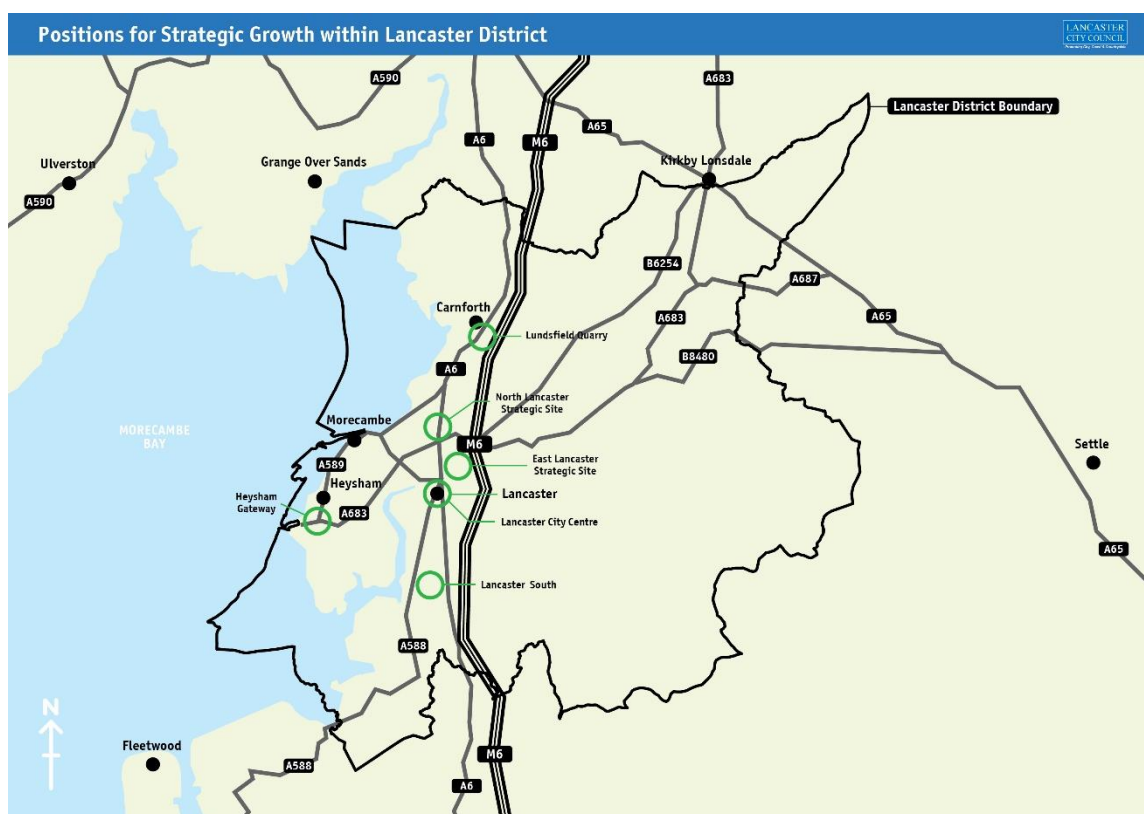 Positions for Strategic Growth within Lancaster District
LANCASTER
CITY COUNCIL
A590
A683
Lancaster District Boundary
A65
A6
M6
Ulverston
Grange Over Sands
Kirkby Lonsdale
A590
B6254
A687
Carnforth
A683
A65
Lundsfield Quarry
B8480
A6
North Lancaster
Strategic Site
Morecambe
MORECAMBE
BAY
M6
Settle
East Lancaster
Strategic Site
A589
Heysham
Lancaster
Heysham
Gateway
A683
Lancaster City Centre
A65
Lancaster South
A588
N
Fleetwood
M6
A588
A6